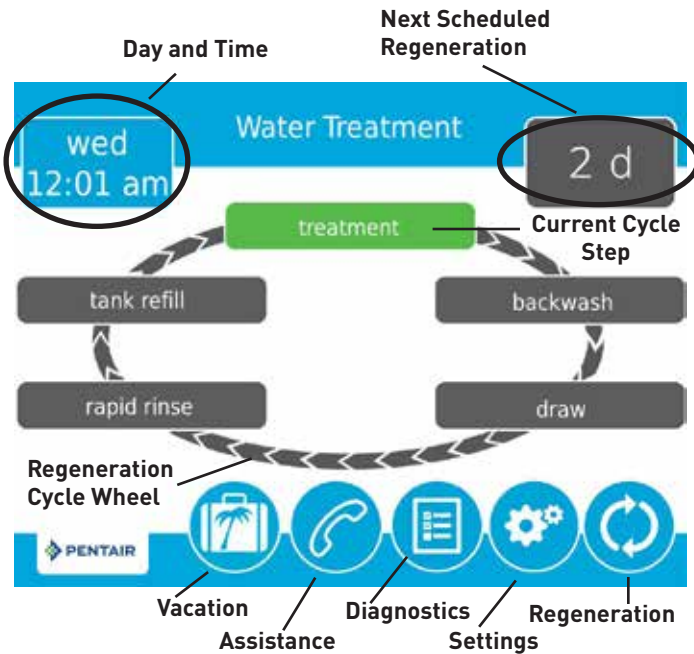 Day and Time
Next Scheduled
Regeneration
wed
12:01 am
Water Treatment
2 d
treatment
Current Cycle
Step
tank refill
backwash
rapid rinse
draw
Regeneration
Cycle Wheel
PENTAIR
Vacation
Assistance
Diagnostics
Settings
Regeneration